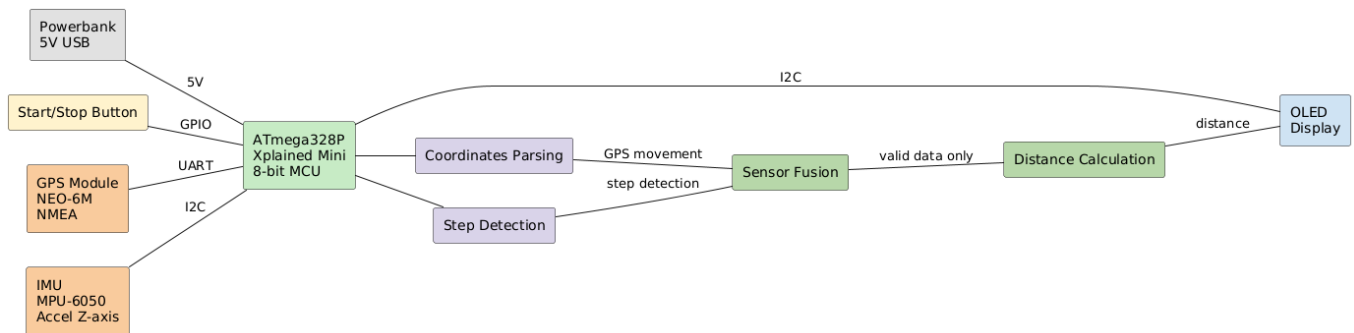 Powerbank
5V USB
5V
Start/Stop Button
GPIO
GPS Module
NEO-6M
NMEA
UART
IMU
MPU-6050
Accel Z-axis
I2C
ATmega328P
Xplained Mini
8-bit MCU
I2C
Coordinates Parsing
GPS movement
Step Detection
step detection
Sensor Fusion
valid data only
Distance Calculation
distance
OLED
Display